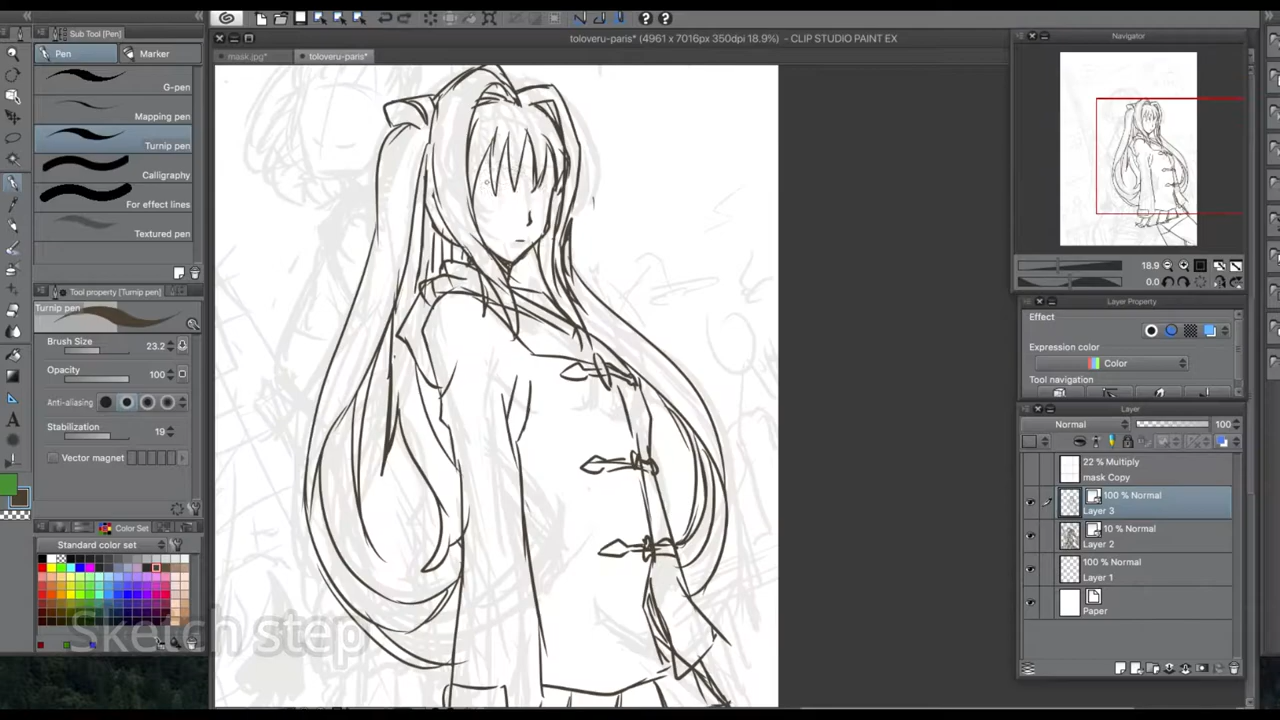 toloveru-paris* (4961 x 7016px 350dpi 18.9%) - CLIP STUDIO PAINT EX
Sub Tool [Pen]
mask.jpg*
toloveru-paris*
Navigator
Pen
Marker
G-pen
Mapping pen
Turnip pen
Calligraphy
For effect lines
Textured pen
Tool property [Turnip pen]
Turnip pen
Brush Size
23.2
Opacity
100
Anti-aliasing
Stabilization
19
Vector magnet
Color Set
Standard color set
18.9
0.0
Layer Property
Effect
Expression color
Color
Tool navigation
Layer
Normal
100
22 % Multiply
mask Copy
100 % Normal
Layer 3
10 % Normal
Layer 2
100 % Normal
Layer 1
Paper
Sketch step